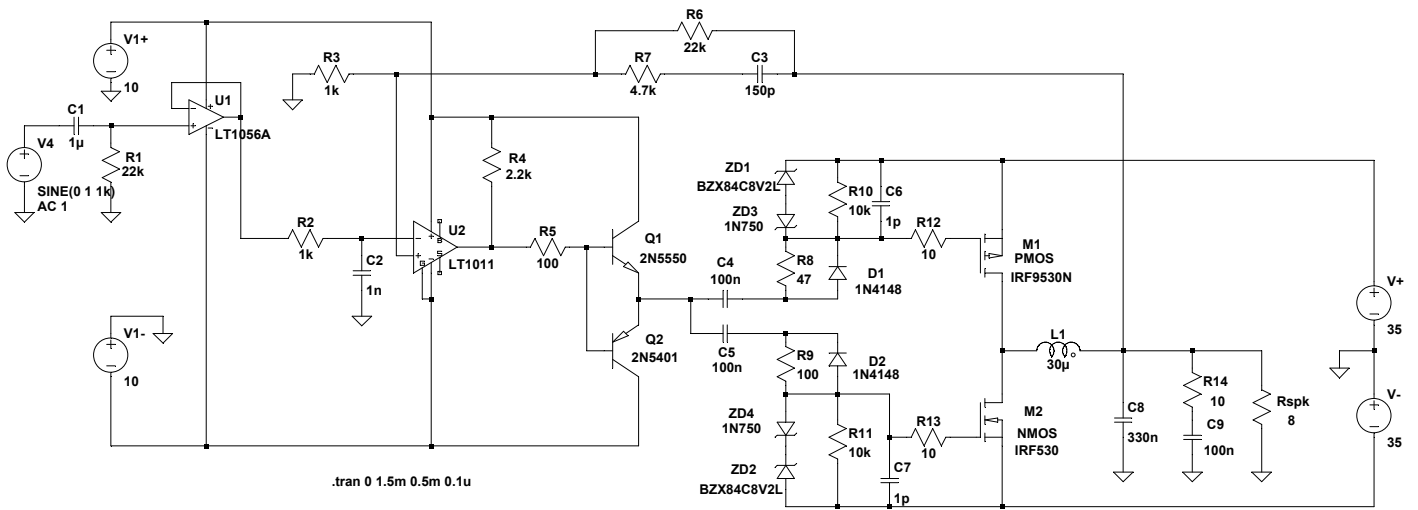 V1+
10
C1
1µ
V4
SINE(0 1 1k)
AC 1
R1
22k
U1
LT1056A
R3
1k
R6
22k
R7
4.7k
C3
150p
R4
2.2k
R2
1k
C2
1n
U2
LT1011
R5
100
Q1
2N5550
Q2
2N5401
V1-
10
C4
100n
C5
100n
ZD1
BZX84C8V2L
ZD3
1N750
R10
10k
C6
1p
R8
47
D1
1N4148
R12
10
M1
PMOS
IRF9530N
R9
100
D2
1N4148
ZD4
1N750
ZD2
BZX84C8V2L
R11
10k
C7
1p
R13
10
M2
NMOS
IRF530
L1
30µ
C8
330n
R14
10
C9
100n
Rspk
8
V+
35
V-
35
.tran 0 1.5m 0.5m 0.1u